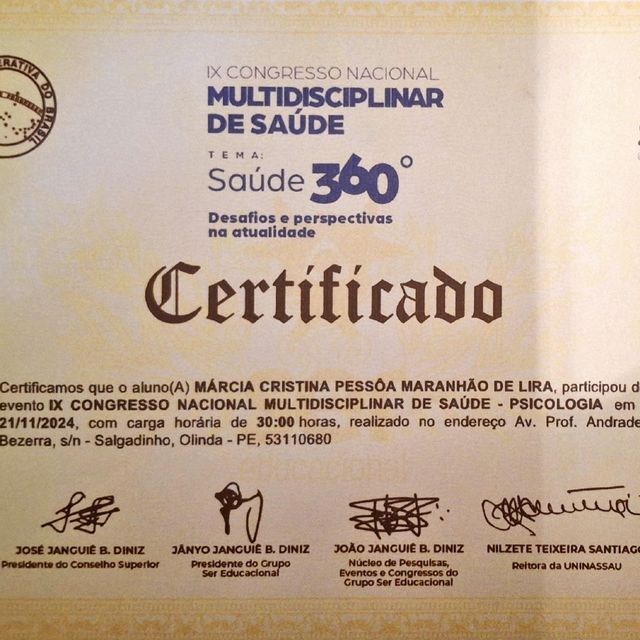 ERATIVA DO BRASIL
IX CONGRESSO NACIONAL
MULTIDISCIPLINAR
DE SAÚDE
TEMA:
Saúde 360°
Desafios e perspectivas
na atualidade
Certificado
Certificamos que o aluno(A) MÁRCIA CRISTINA PESSÔA MARANHÃO DE LIRA, participou d
evento IX CONGRESSO NACIONAL MULTIDISCIPLINAR DE SAÚDE - PSICOLOGIA em
21/11/2024, com carga horária de 30:00 horas, realizado no endereço Av. Prof. Andrade
Bezerra, s/n - Salgadinho, Olinda - PE, 53110680
educacional
JOSÉ JANGUIÊ B. DINIZ
Presidente do Conselho Superior
JÂNYO JANGUIÊ B. DINIZ
Presidente do Grupo
Ser Educacional
JOÃO JANGUIÊ B. DINIZ
Núcleo de Pesquisas,
Eventos e Congressos do
Grupo Ser Educacional
NILZETE TEIXEIRA SANTIAGO
Reitora da UNINASSAU